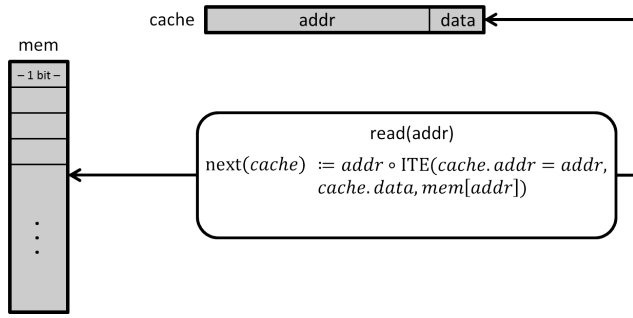 cache addr data
mem
– 1 bit –
read(addr)
next(cache) := addr ∘ ITE(cache.addr = addr,
cache.data, mem[addr])